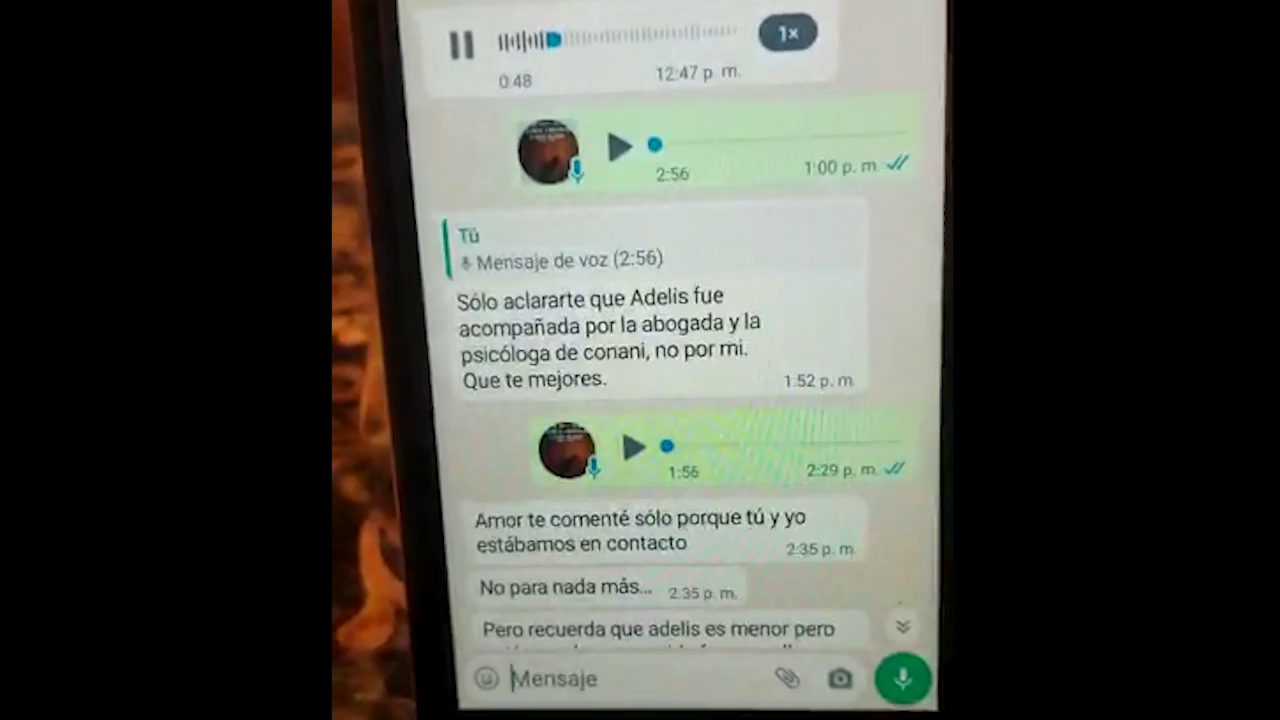 1×
0:48 12:47 p. m.
2:56 1:00 p. m.
Tú
Mensaje de voz (2:56)
Sólo aclararte que Adelis fue
acompañada por la abogada y la
psicóloga de conani, no por mi.
Que te mejores. 1:52 p. m.
1:56 2:29 p. m.
Amor te comenté sólo porque tú y yo
estábamos en contacto 2:35 p. m.
No para nada más... 2:35 p. m.
Pero recuerda que adelis es menor pero
Mensaje